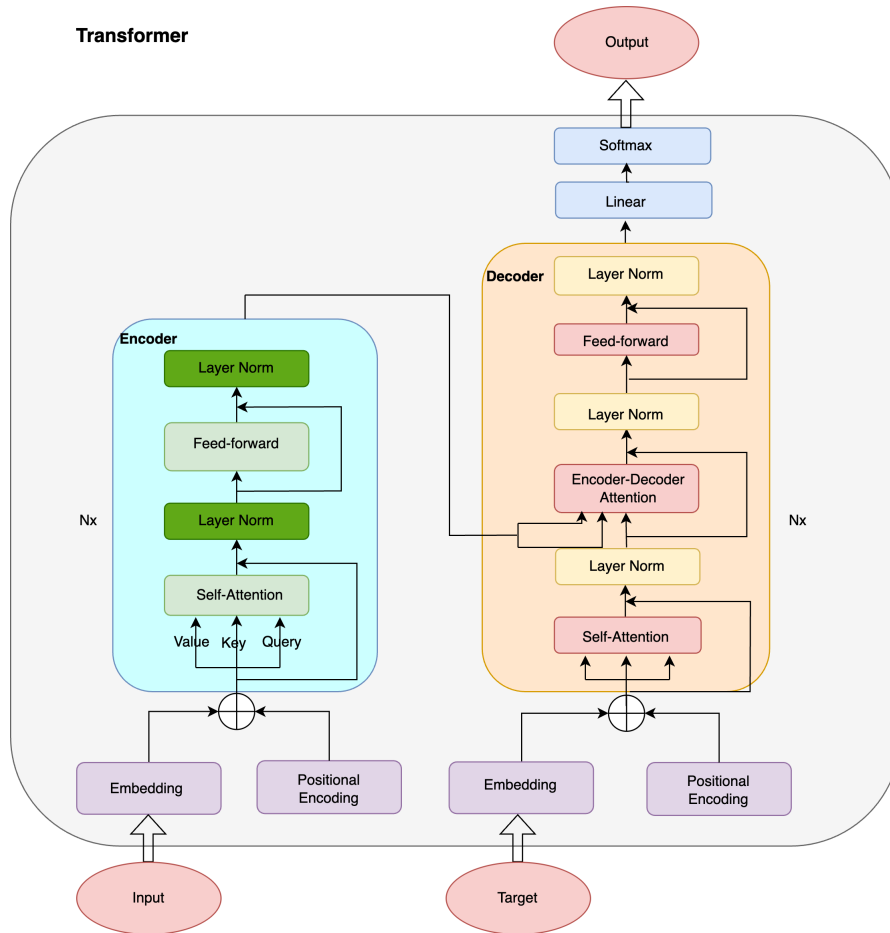 Transformer
Output
Softmax
Linear
Decoder
Layer Norm
Feed-forward
Layer Norm
Encoder-Decoder
Attention
Layer Norm
Self-Attention
Nx
Encoder
Layer Norm
Feed-forward
Layer Norm
Self-Attention
Value
Key
Query
Nx
Embedding
Positional
Encoding
Embedding
Positional
Encoding
Input
Target